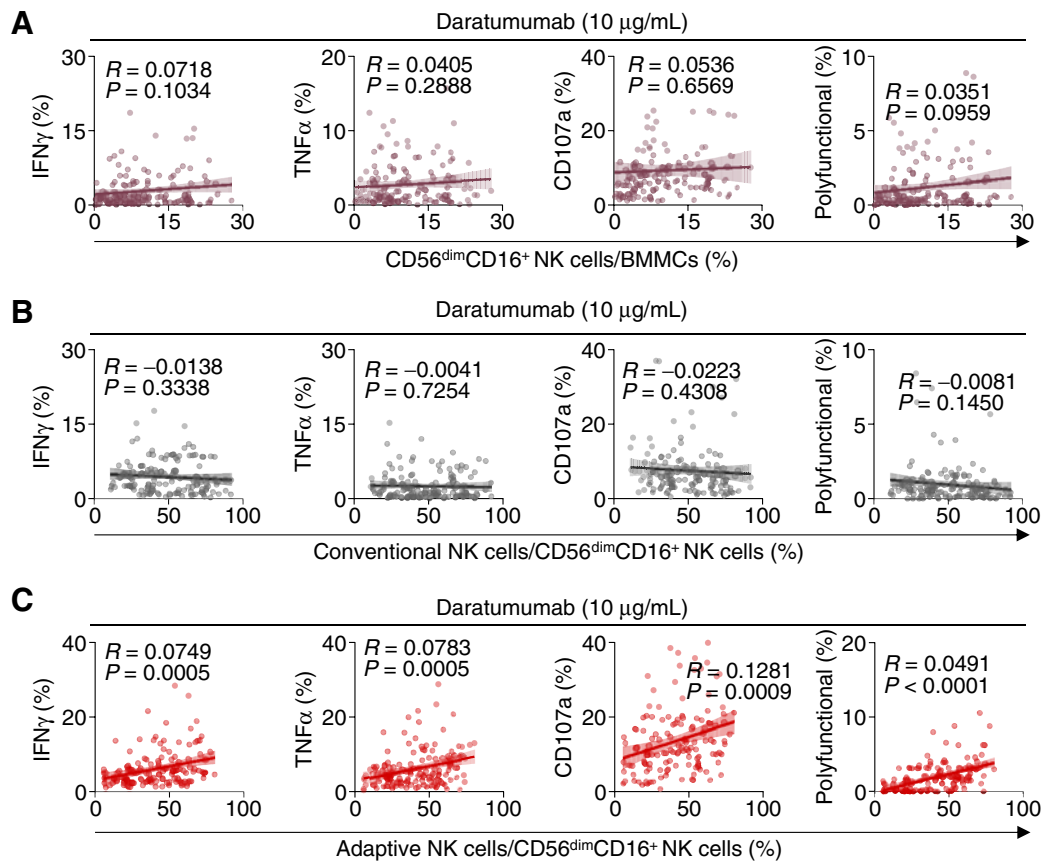 A
Daratumumab (10 μg/mL)
IFNγ (%)
30
15
0
R = 0.0718
P = 0.1034
0 15 30
TNFα (%)
20
10
0
R = 0.0405
P = 0.2888
0 15 30
CD107a (%)
40
20
0
R = 0.0536
P = 0.6569
0 15 30
Polyfunctional (%)
10
5
0
R = 0.0351
P = 0.0959
0 15 30
CD56dimCD16+ NK cells/BMMCs (%)
B
Daratumumab (10 μg/mL)
IFNγ (%)
30
15
0
R = −0.0138
P = 0.3338
0 50 100
TNFα (%)
30
15
0
R = −0.0041
P = 0.7254
0 50 100
CD107a (%)
40
20
0
R = −0.0223
P = 0.4308
0 50 100
Polyfunctional (%)
10
5
0
R = −0.0081
P = 0.1450
0 50 100
Conventional NK cells/CD56dimCD16+ NK cells (%)
C
Daratumumab (10 μg/mL)
IFNγ (%)
40
20
0
R = 0.0749
P = 0.0005
0 50 100
TNFα (%)
40
20
0
R = 0.0783
P = 0.0005
0 50 100
CD107a (%)
40
20
0
R = 0.1281
P = 0.0009
0 50 100
Polyfunctional (%)
20
10
0
R = 0.0491
P < 0.0001
0 50 100
Adaptive NK cells/CD56dimCD16+ NK cells (%)